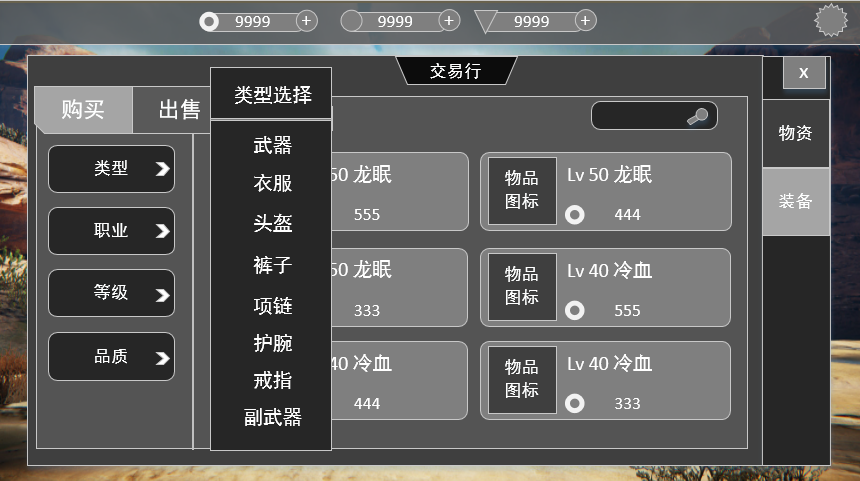 9999 + 9999 + 9999 +
交易行
X
购买 出售
类型选择
武器
衣服
头盔
裤子
项链
护腕
戒指
副武器
类型
职业
等级
品质
50 龙眠
555
物品
图标
Lv 50 龙眠
444
50 龙眠
333
物品
图标
Lv 40 冷血
555
40 冷血
444
物品
图标
Lv 40 冷血
333
物资
装备